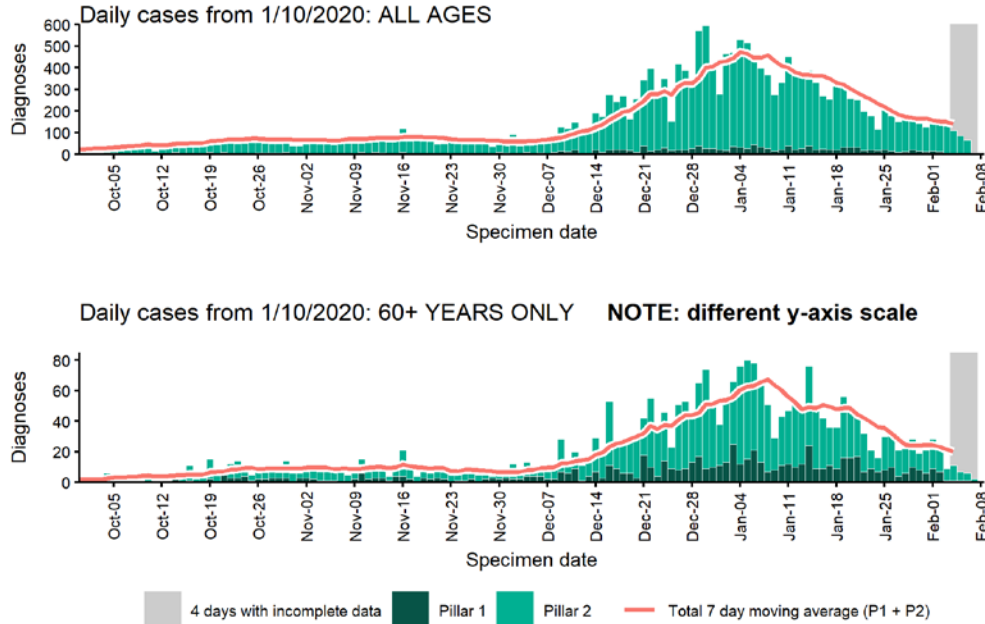 Daily cases from 1/10/2020: ALL AGES
600
500
400
300
200
100
0
Diagnoses
Oct-05 Oct-12 Oct-19 Oct-26 Nov-02 Nov-09 Nov-16 Nov-23 Nov-30 Dec-07 Dec-14 Dec-21 Dec-28 Jan-04 Jan-11 Jan-18 Jan-25 Feb-01 Feb-08
Specimen date
Daily cases from 1/10/2020: 60+ YEARS ONLY NOTE: different y-axis scale
80
60
40
20
0
Diagnoses
Oct-05 Oct-12 Oct-19 Oct-26 Nov-02 Nov-09 Nov-16 Nov-23 Nov-30 Dec-07 Dec-14 Dec-21 Dec-28 Jan-04 Jan-11 Jan-18 Jan-25 Feb-01 Feb-08
Specimen date
4 days with incomplete data Pillar 1 Pillar 2 Total 7 day moving average (P1 + P2)